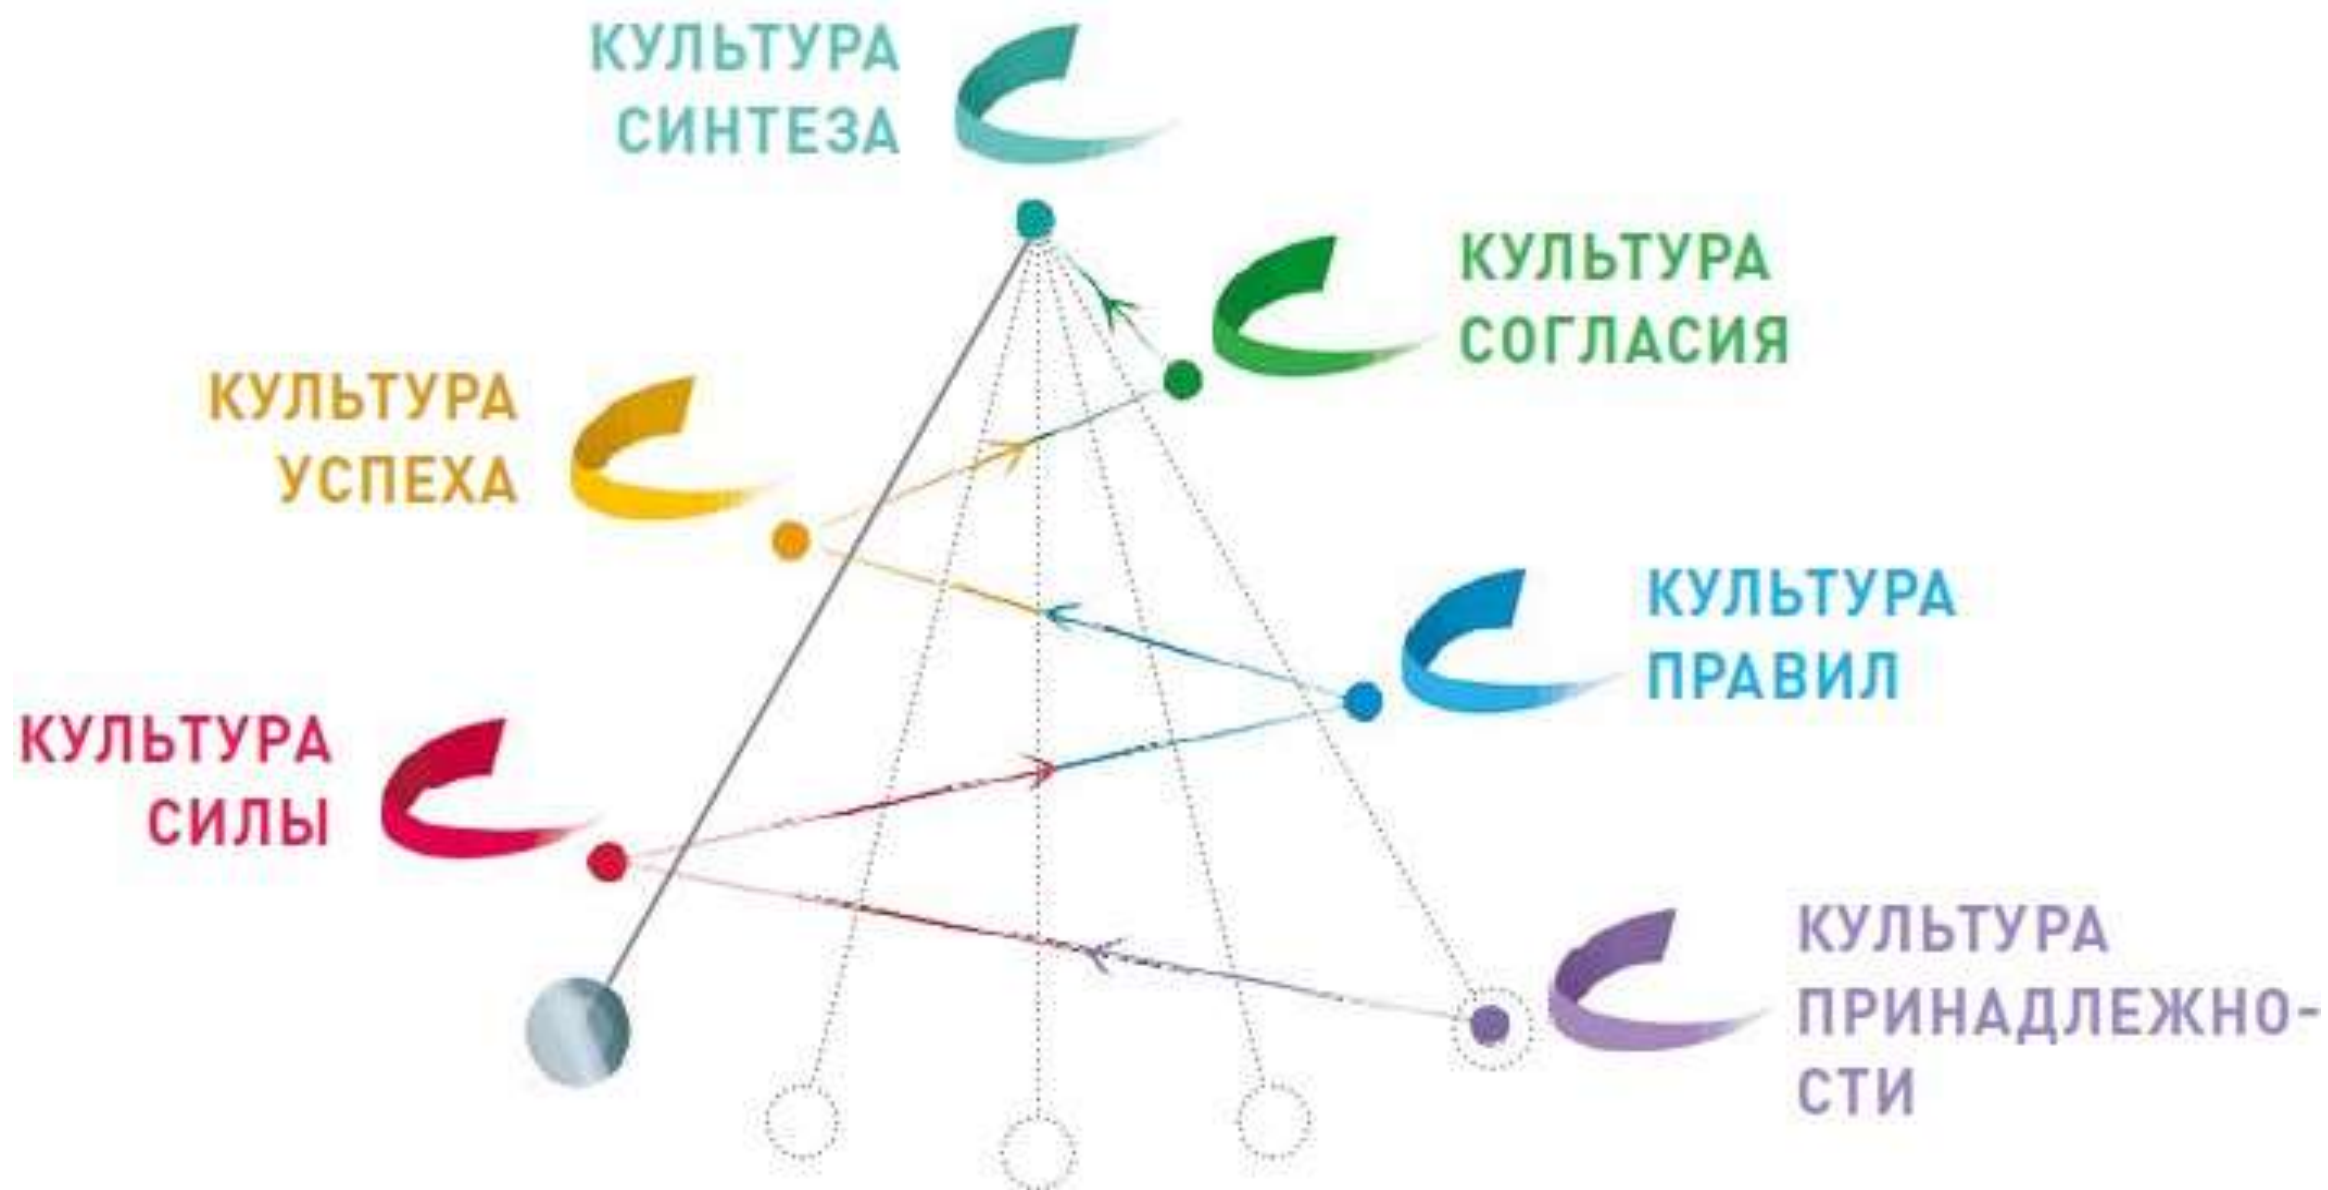 КУЛЬТУРА
СИНТЕЗА
КУЛЬТУРА
СОГЛАСИЯ
КУЛЬТУРА
УСПЕХА
КУЛЬТУРА
ПРАВИЛ
КУЛЬТУРА
СИЛЫ
КУЛЬТУРА
ПРИНАДЛЕЖНО-
СТИ